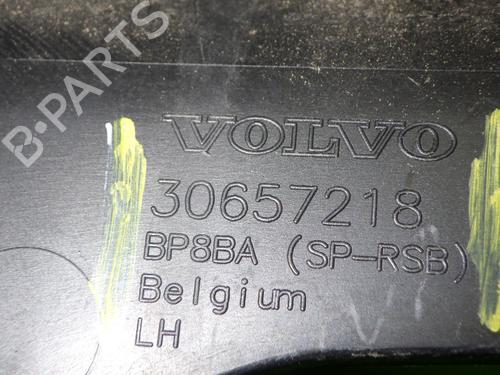 B-PARTS
VOLVO
30657218
BP8BA (SP-RSB)
Belgium
LH